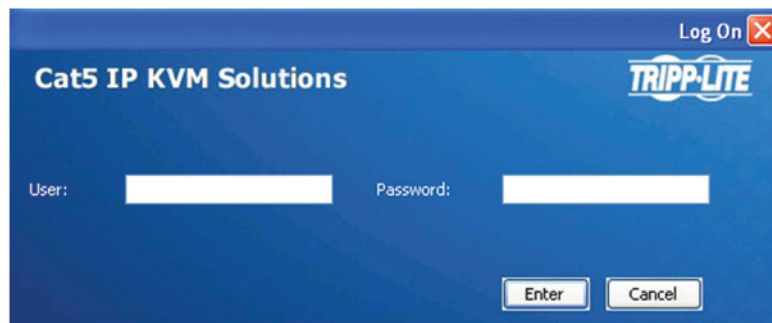 Log On
Cat5 IP KVM Solutions
TRIPP·LITE
User:
Password:
Enter
Cancel